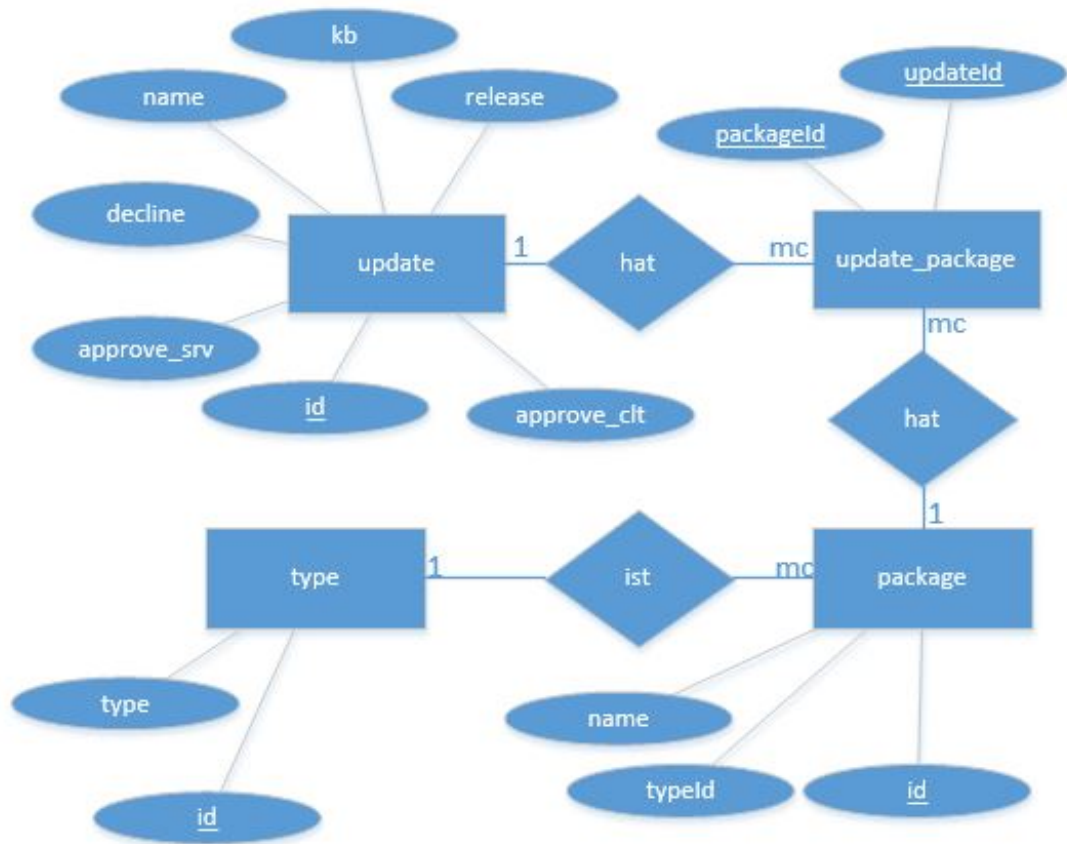 kb
updateId
name
release
packageId
decline
update
1
hat
mc
update_package
mc
approve_srv
id
approve_clt
hat
1
type
1
ist
mc
package
type
name
typeId
id
id